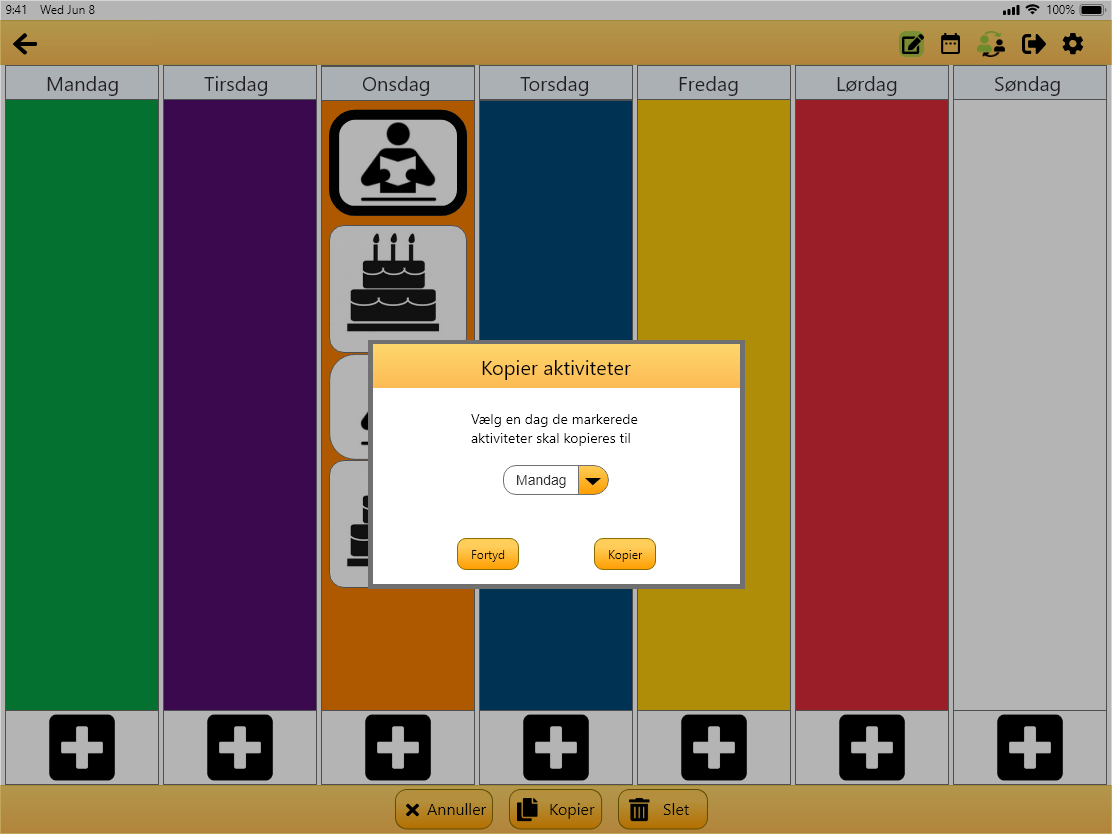 9:41 Wed Jun 8 100%
Mandag Tirsdag Onsdag Torsdag Fredag Lørdag Søndag
Kopier aktiviteter
Vælg en dag de markerede
aktiviteter skal kopieres til
Mandag
Fortyd Kopier
Annuller Kopier Slet